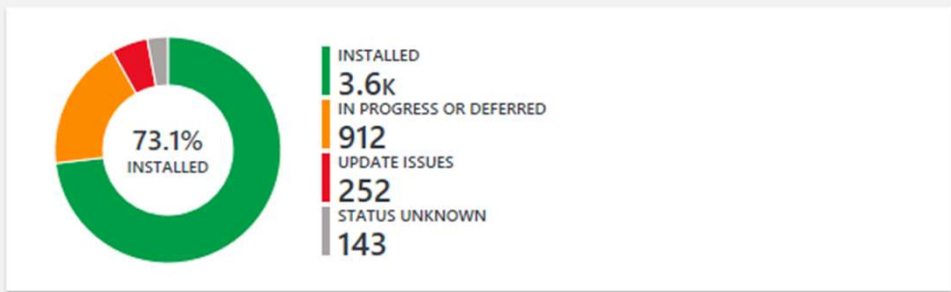 73.1%
INSTALLED
INSTALLED
3.6K
IN PROGRESS OR DEFERRED
912
UPDATE ISSUES
252
STATUS UNKNOWN
143